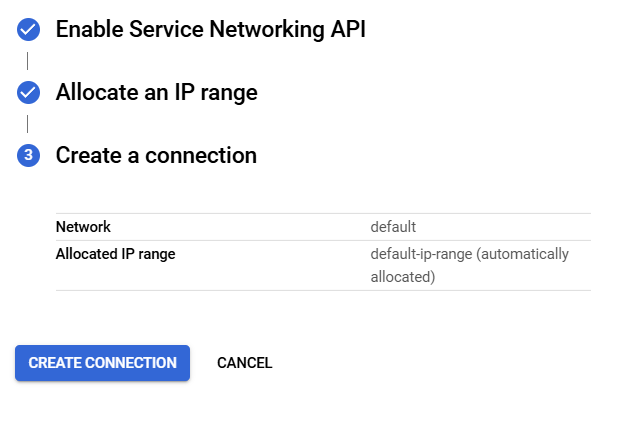 Enable Service Networking API
Allocate an IP range
3 Create a connection
Network default
Allocated IP range default-ip-range (automatically
allocated)
CREATE CONNECTION CANCEL